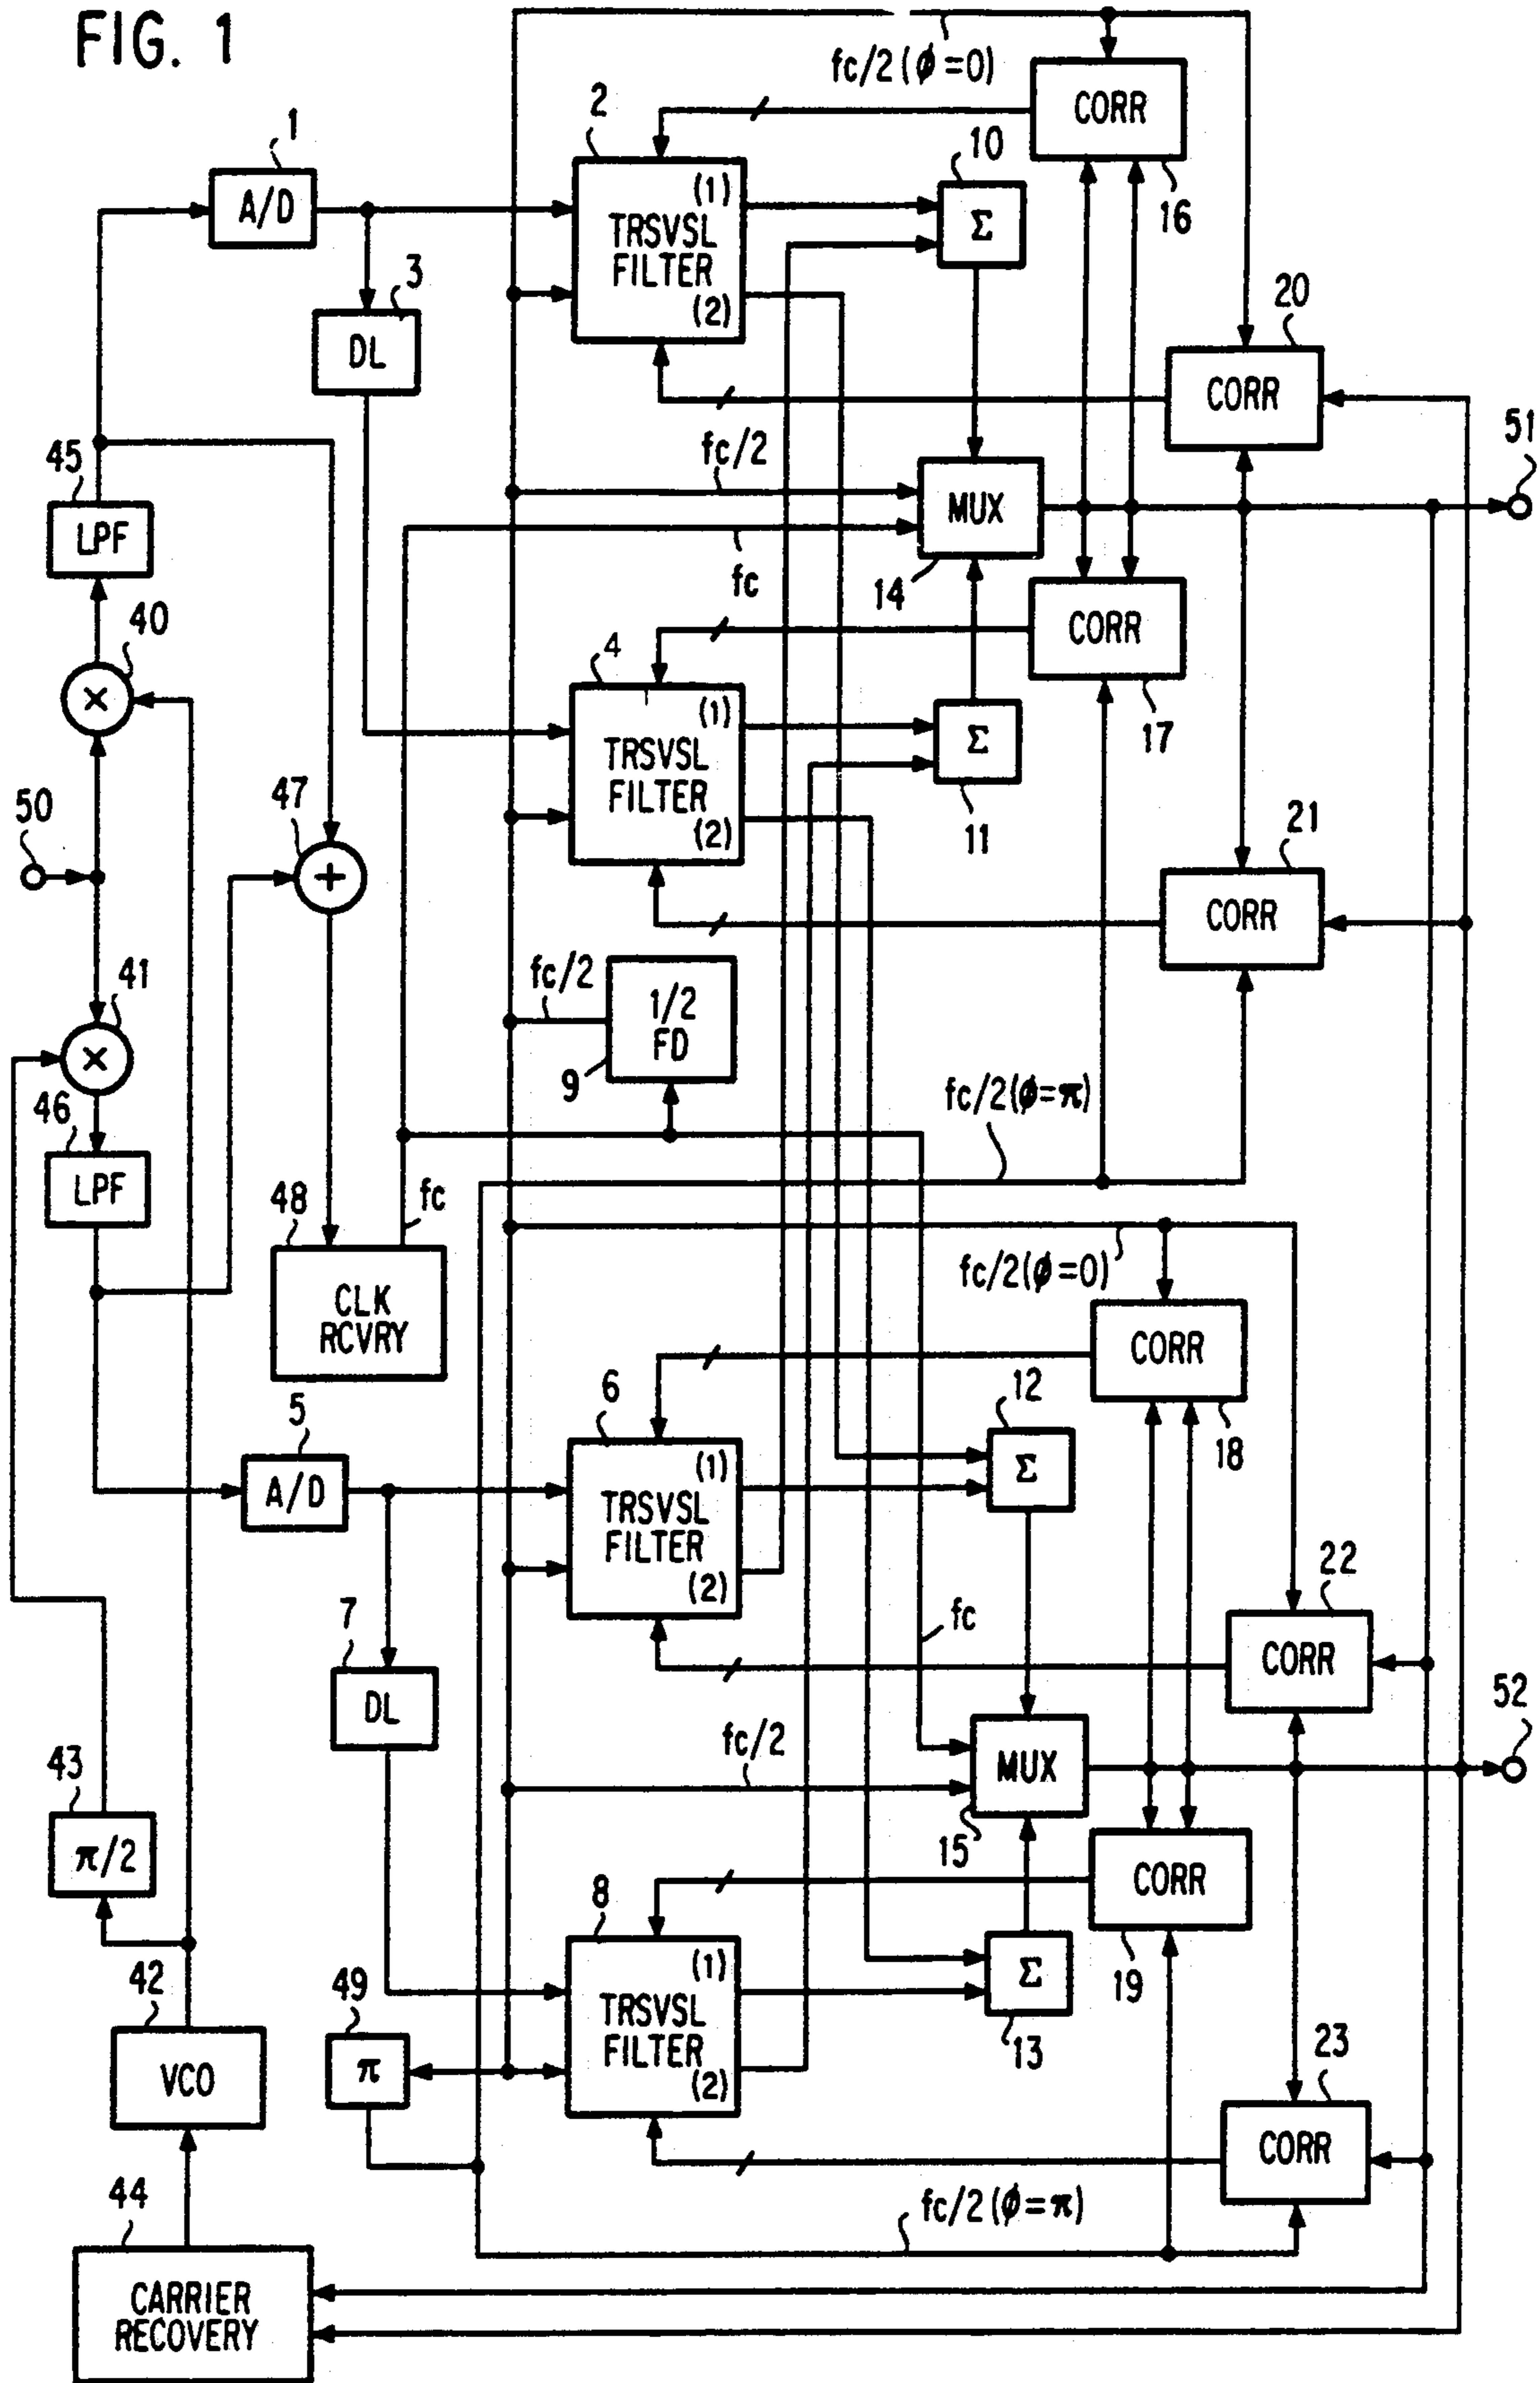 FIG. 1
fc/2 (ϕ=0)
CORR
16
2
1
A/D
(1)
TRSVSL
FILTER
(2)
10
Σ
3
DL
20
CORR
45
LPF
fc/2
fc
MUX
14
51
40
×
CORR
17
4
(1)
TRSVSL
FILTER
(2)
Σ
11
50
47
+
21
CORR
41
×
fc/2
1/2
FD
9
46
LPF
fc/2(ϕ=π)
48
fc
CLK
RCVRY
fc/2(ϕ=0)
CORR
18
5
A/D
6
(1)
TRSVSL
FILTER
(2)
12
Σ
22
CORR
7
DL
fc
fc/2
MUX
15
52
43
π/2
CORR
19
8
(1)
TRSVSL
FILTER
(2)
Σ
13
42
VCO
49
π
23
CORR
44
CARRIER
RECOVERY
fc/2 (ϕ=π)